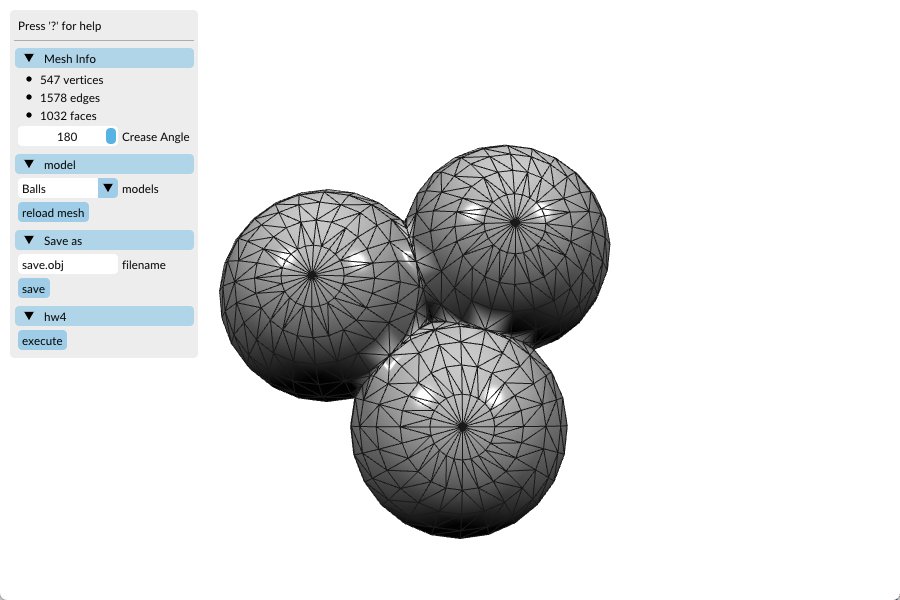 Press '?' for help
Mesh Info
547 vertices
1578 edges
1032 faces
180 Crease Angle
model
Balls models
reload mesh
Save as
save.obj filename
save
hw4
execute